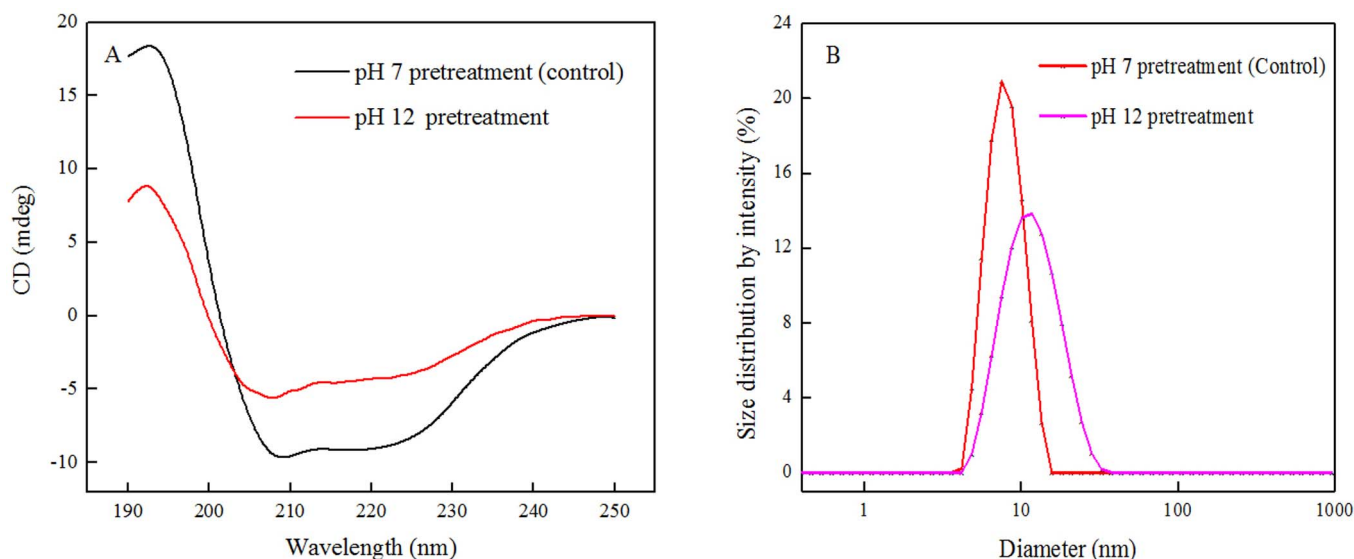 A
pH 7 pretreatment (control)
pH 12 pretreatment
CD (mdeg)
20
15
10
5
0
-5
-10
190 200 210 220 230 240 250
Wavelength (nm)
B
pH 7 pretreatment (Control)
pH 12 pretreatment
Size distribution by intensity (%)
24
20
16
12
8
4
0
1 10 100 1000
Diameter (nm)